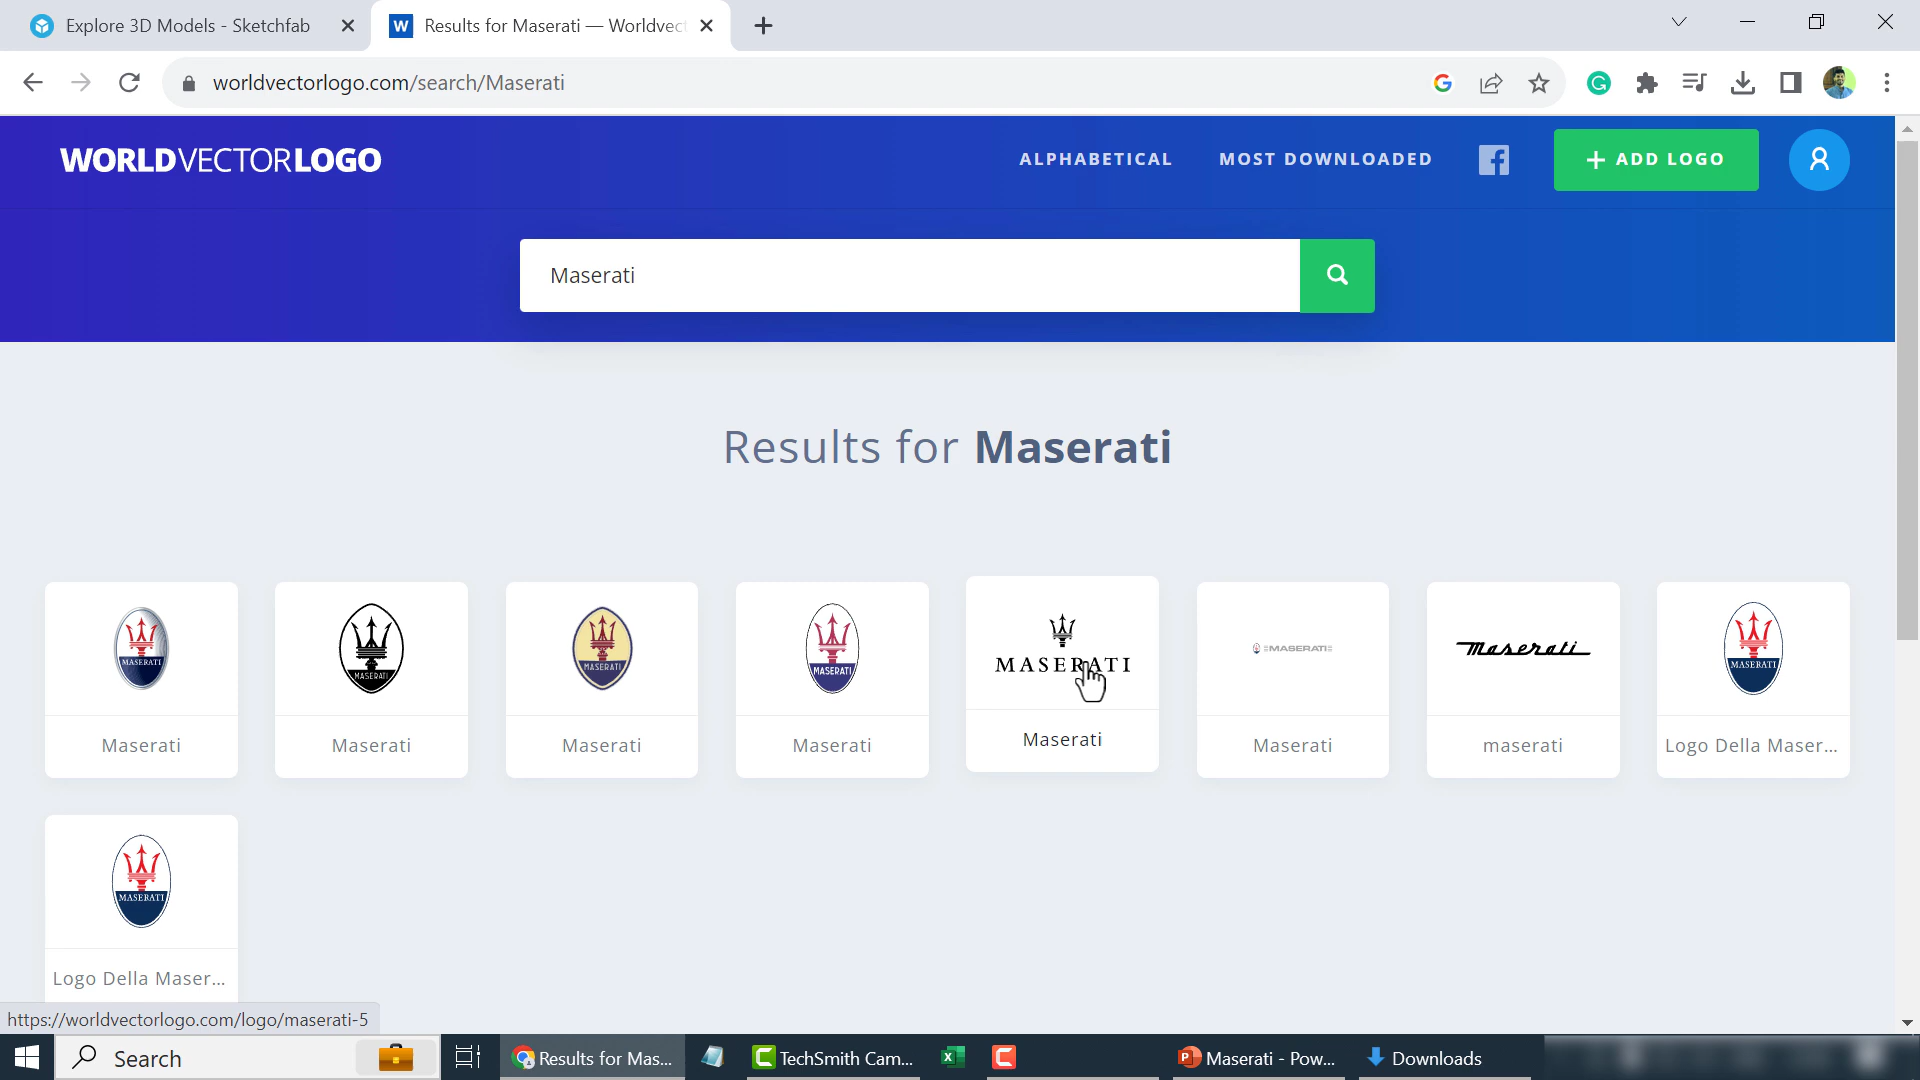 Explore 3D Models - Sketchfab
W Results for Maserati — Worldvect
worldvectorlogo.com/search/Maserati
WORLDVECTORLOGO
ALPHABETICAL
MOST DOWNLOADED
+ ADD LOGO
Maserati
Results for Maserati
MASERATI
MASERATI
MASERATI
MASERATI
MASERATI
MASERATI
Maserati
MASERATI
Maserati
Maserati
Maserati
Maserati
Maserati
Maserati
maserati
Logo Della Maser...
MASERATI
Logo Della Maser...
https://worldvectorlogo.com/logo/maserati-5
Search
Results for Mas...
TechSmith Cam...
Maserati - Pow...
Downloads